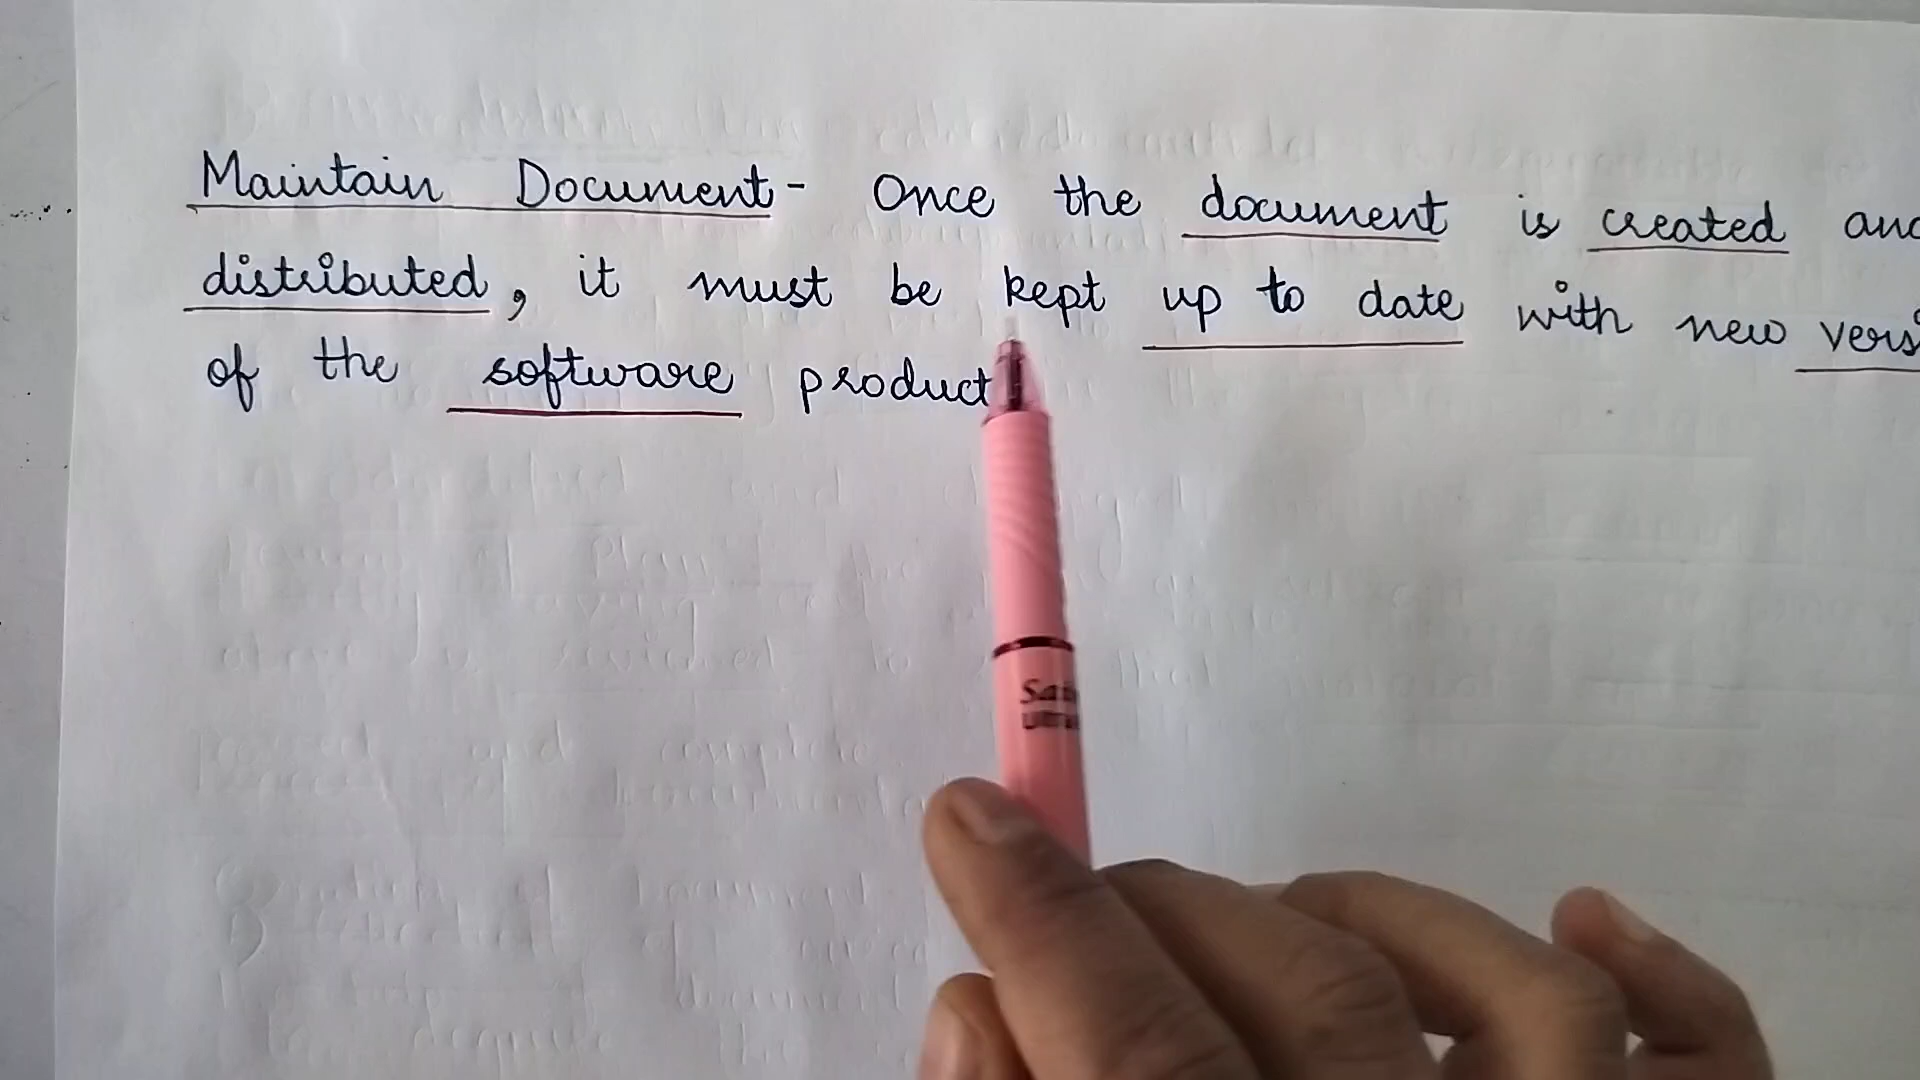 Maintain Document - Once the document is created and
distributed, it must be kept up to date with new vers
of the software product